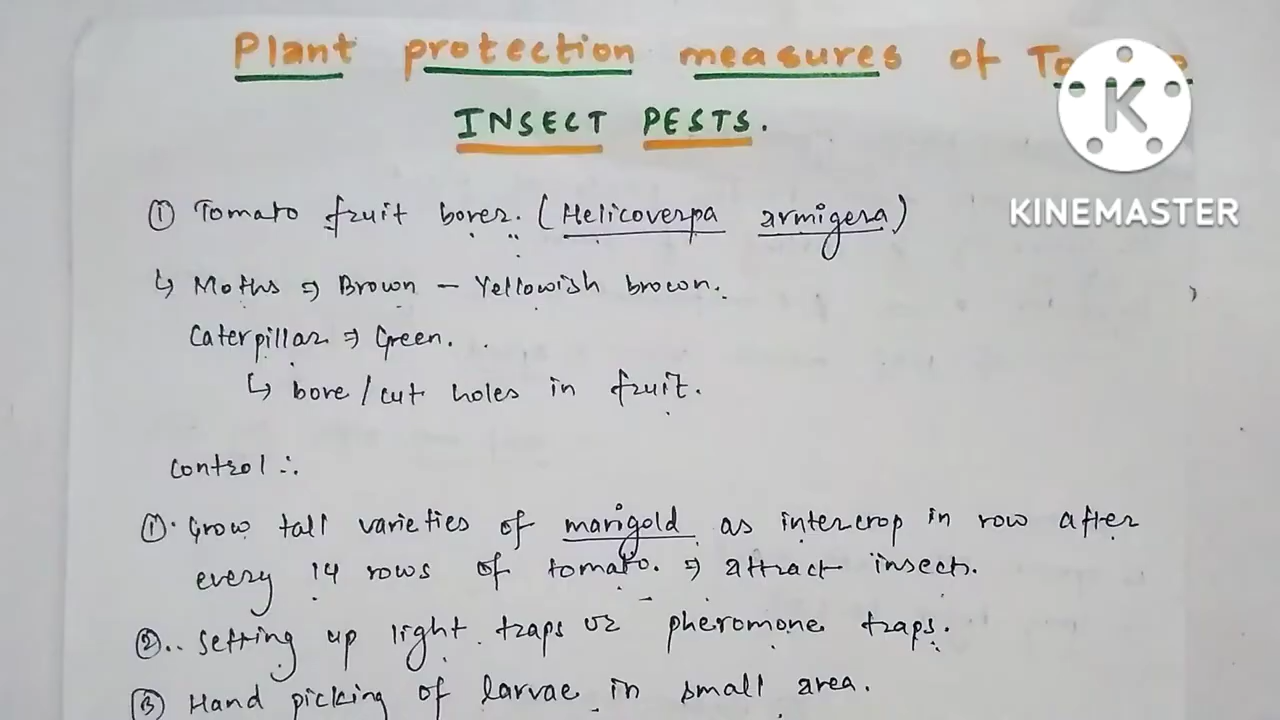 Plant protection measures of To
INSECT PESTS.
K
KINEMASTER
① Tomato fruit borer. (Helicoverpa armigera)
↳ Moths ⇒ Brown – Yellowish brown.
Caterpillar ⇒ Green.
↳ bore/cut holes in fruit.
Control :.
①. Grow tall varieties of marigold as intercrop in row after
every 14 rows of tomato. ⇒ attract insects.
②.. Setting up light traps or pheromone traps.
③ Hand picking of larvae in small area.